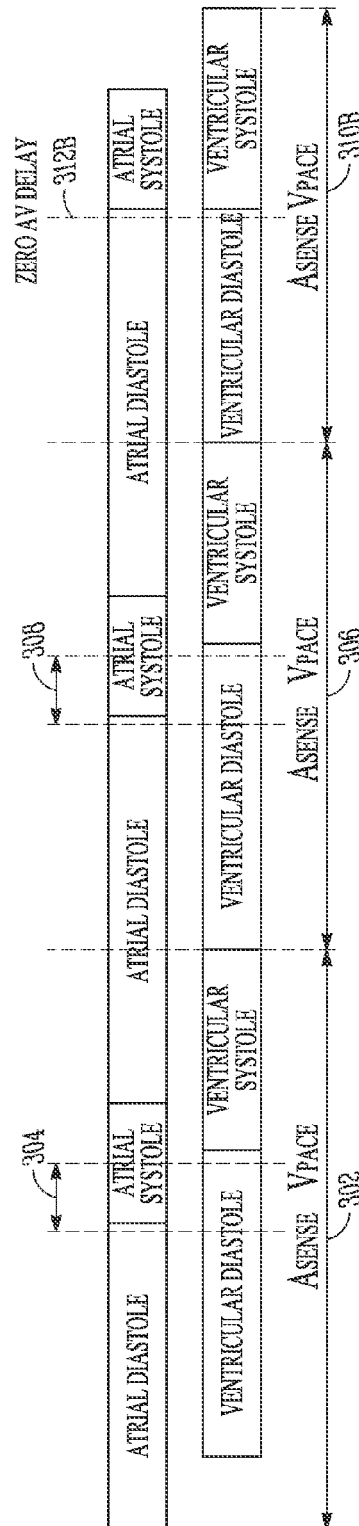 ZERO AV DELAY
304
308
312B
ATRIAL DIASTOLE
ATRIAL
SYSTOLE
ATRIAL DIASTOLE
ATRIAL
SYSTOLE
ATRIAL DIASTOLE
ATRIAL
SYSTOLE
VENTRICULAR DIASTOLE
VENTRICULAR
SYSTOLE
VENTRICULAR DIASTOLE
VENTRICULAR
SYSTOLE
VENTRICULAR DIASTOLE
VENTRICULAR
SYSTOLE
ASENSE VPACE
ASENSE VPACE
ASENSE VPACE
302
306
310B